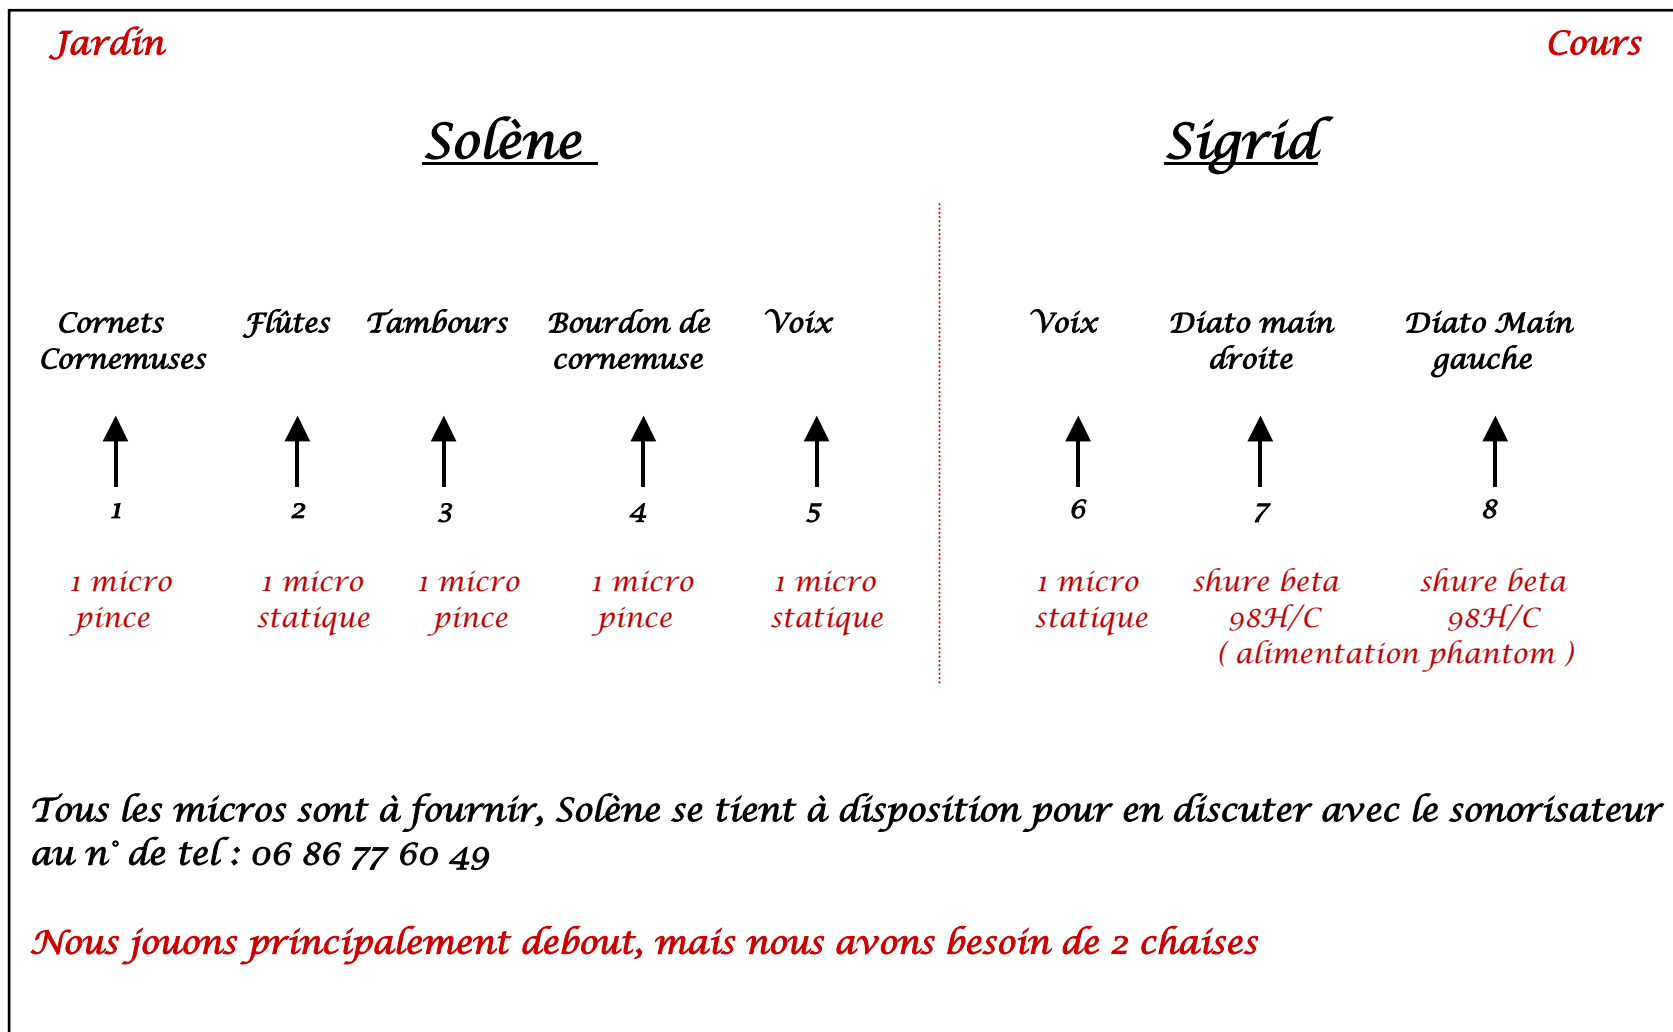 Jardin Cours
Solène Sigrid
Cornets Flûtes Tambours Bourdon de Voix Voix Diato main Diato Main
Cornemuses cornemuse droite gauche
1 2 3 4 5 6 7 8
1 micro 1 micro 1 micro 1 micro 1 micro 1 micro shure beta shure beta
pince statique pince pince statique statique 98H/C 98H/C
( alimentation phantom )
Tous les micros sont à fournir, Solène se tient à disposition pour en discuter avec le sonorisateur
au n° de tel : 06 86 77 60 49
Nous jouons principalement debout, mais nous avons besoin de 2 chaises